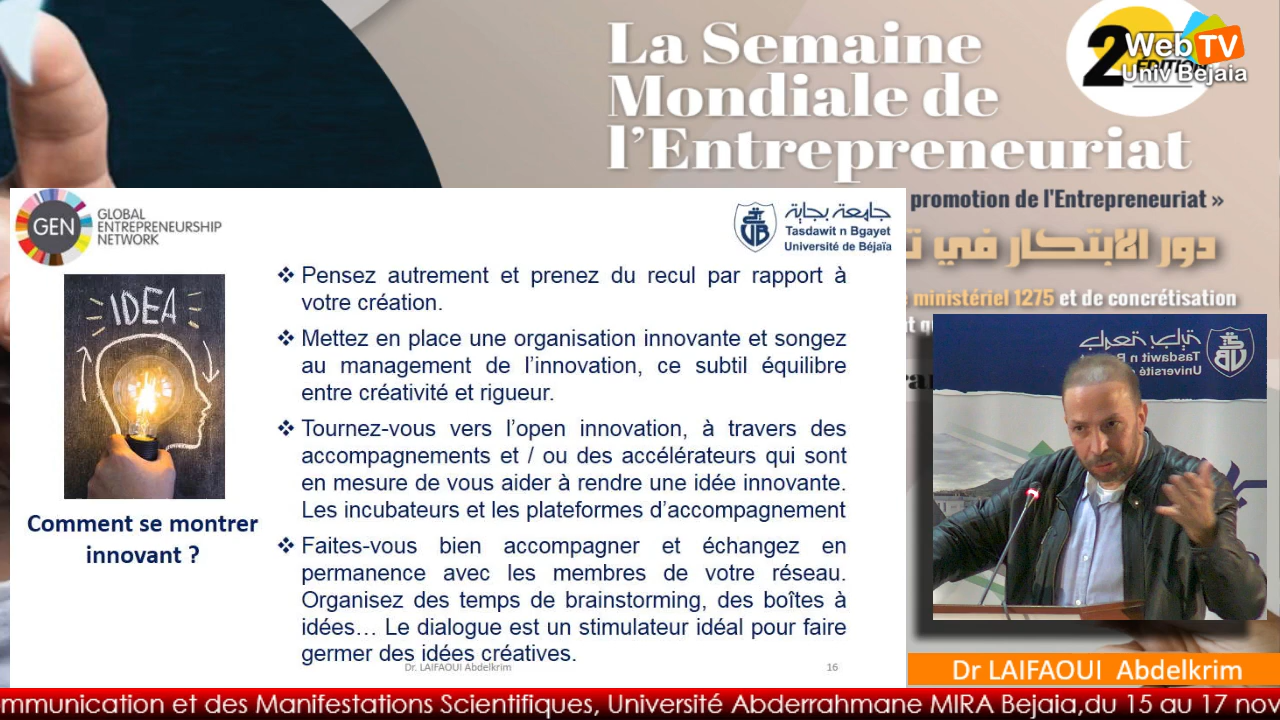 La Semaine
Mondiale de
l'Entrepreneuriat
2
EDITION
Web TV
Univ Bejaia
promotion de l'Entrepreneuriat »
دور الابتكار في
ministériel 1275 et de concrétisation
GEN
GLOBAL
ENTREPRENEURSHIP
NETWORK
جامعة بجاية
Tasdawit n Bgayet
Université de Béjaïa
IDEA
Comment se montrer
innovant ?
❖ Pensez autrement et prenez du recul par rapport à
votre création.
❖ Mettez en place une organisation innovante et songez
au management de l'innovation, ce subtil équilibre
entre créativité et rigueur.
❖ Tournez-vous vers l'open innovation, à travers des
accompagnements et / ou des accélérateurs qui sont
en mesure de vous aider à rendre une idée innovante.
Les incubateurs et les plateformes d'accompagnement
❖ Faites-vous bien accompagner et échangez en
permanence avec les membres de votre réseau.
Organisez des temps de brainstorming, des boîtes à
idées… Le dialogue est un stimulateur idéal pour faire
germer des idées créatives.
Dr. LAIFAOUI Abdelkrim
16
Tasdawit n B
Université
Dr LAIFAOUI Abdelkrim
mmunication et des Manifestations Scientifiques, Université Abderrahmane MIRA Bejaia,du 15 au 17 nov